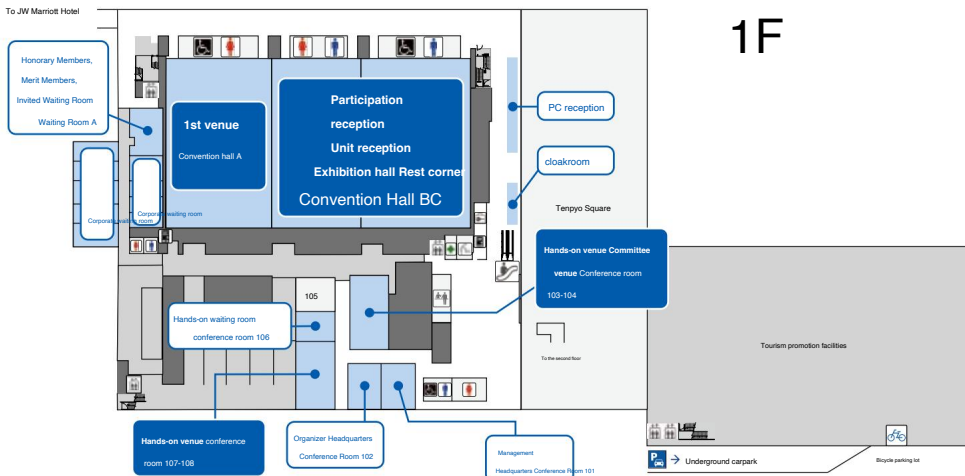 To JW Marriott Hotel
1F
Honorary Members,
Merit Members,
Invited Waiting Room
Waiting Room A
1st venue
Convention hall A
Participation
reception
Unit reception
Exhibition hall Rest corner
Convention Hall BC
PC reception
cloakroom
Tenpyo Square
Corporate waiting room
Corporate waiting room
Hands-on venue Committee
venue Conference room
103-104
105
Hands-on waiting room
conference room 106
To the second floor
Tourism promotion facilities
Hands-on venue conference
room 107-108
Organizer Headquarters
Conference Room 102
Management
Headquarters Conference Room 101
P
Underground carpark
Bicycle parking lot